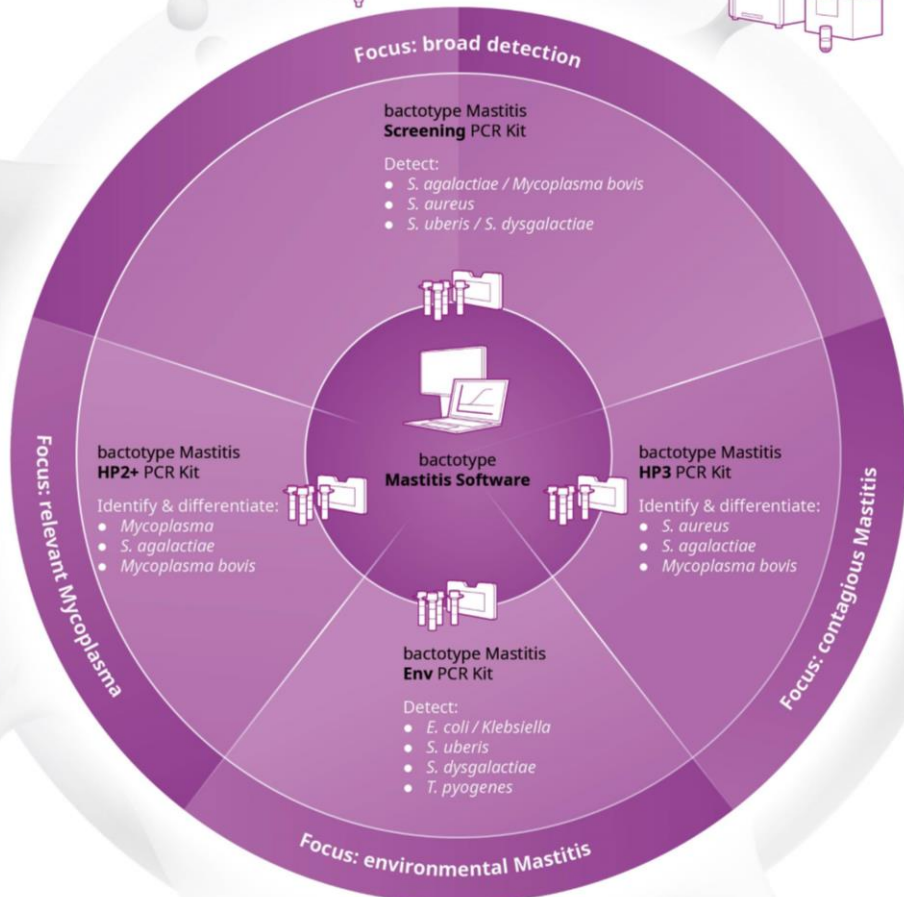 Focus: broad detection
bactotype Mastitis
Screening PCR Kit
Detect:
● S. agalactiae / Mycoplasma bovis
● S. aureus
● S. uberis / S. dysgalactiae
Focus: relevant Mycoplasma
bactotype Mastitis
HP2+ PCR Kit
Identify & differentiate:
● Mycoplasma
● S. agalactiae
● Mycoplasma bovis
bactotype
Mastitis Software
bactotype Mastitis
HP3 PCR Kit
Identify & differentiate:
● S. aureus
● S. agalactiae
● Mycoplasma bovis
Focus: contagious Mastitis
bactotype Mastitis
Env PCR Kit
Detect:
● E. coli / Klebsiella
● S. uberis
● S. dysgalactiae
● T. pyogenes
Focus: environmental Mastitis